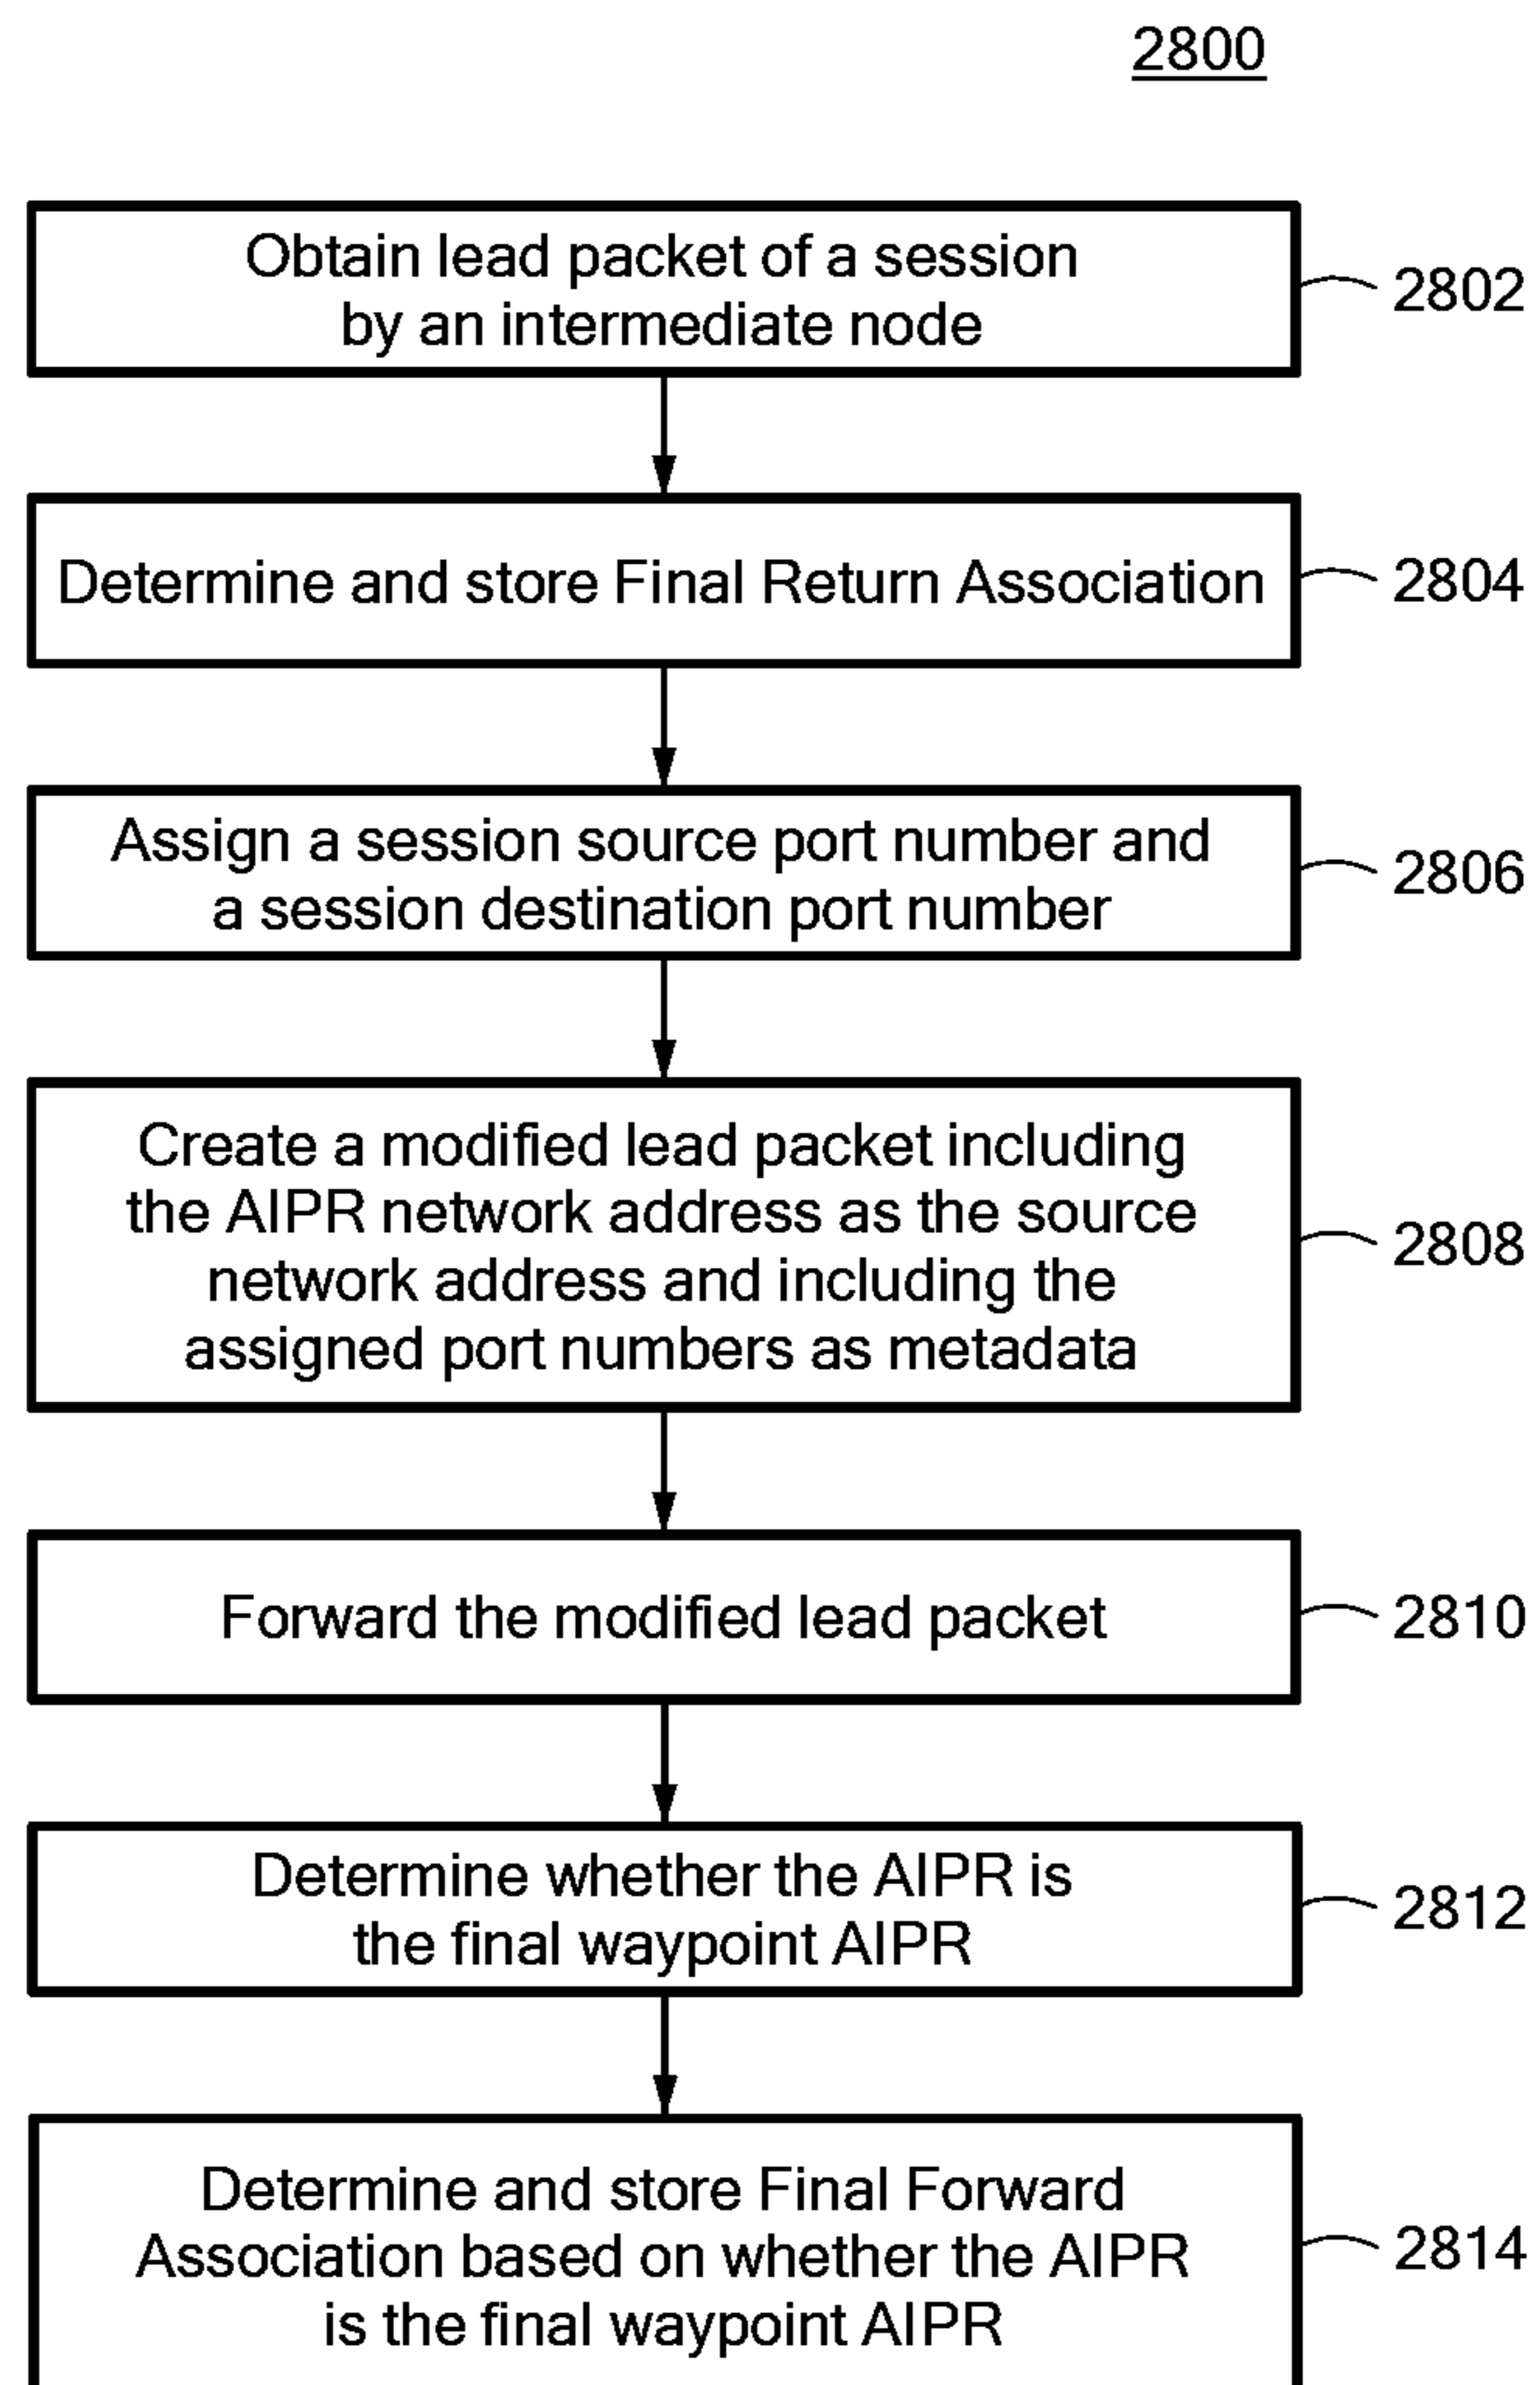 2800
Obtain lead packet of a session
by an intermediate node
2802
Determine and store Final Return Association
2804
Assign a session source port number and
a session destination port number
2806
Create a modified lead packet including
the AIPR network address as the source
network address and including the
assigned port numbers as metadata
2808
Forward the modified lead packet
2810
Determine whether the AIPR is
the final waypoint AIPR
2812
Determine and store Final Forward
Association based on whether the AIPR
is the final waypoint AIPR
2814